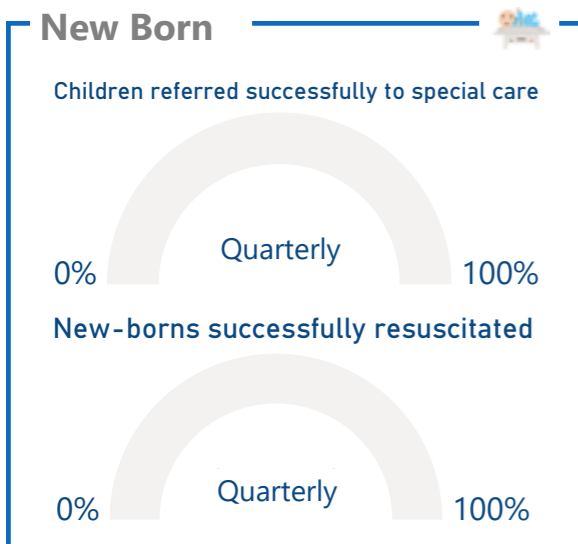 New Born
Children referred successfully to special care
Quarterly
0% 100%
New-borns successfully resuscitated
Quarterly
0% 100%